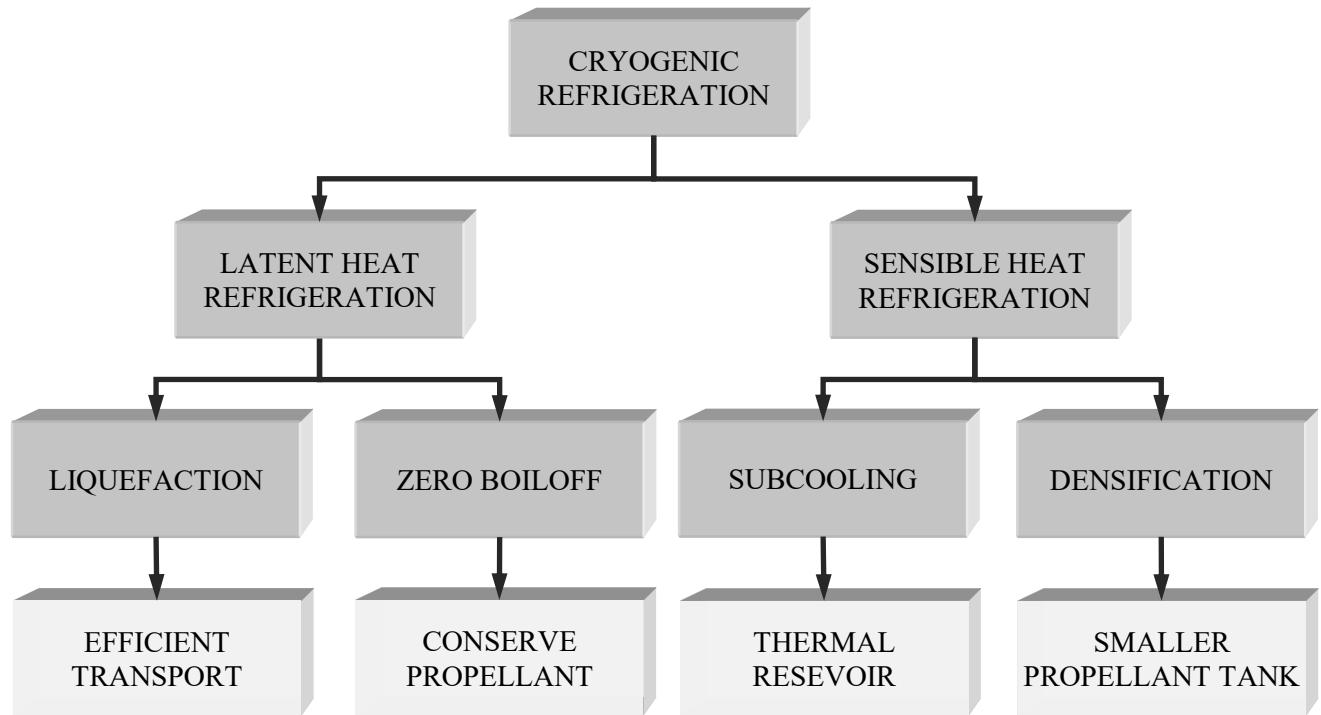 CRYOGENIC
REFRIGERATION
LATENT HEAT
REFRIGERATION
SENSIBLE HEAT
REFRIGERATION
LIQUEFACTION
ZERO BOILOFF
SUBCOOLING
DENSIFICATION
EFFICIENT
TRANSPORT
CONSERVE
PROPELLANT
THERMAL
RESEVOIR
SMALLER
PROPELLANT TANK